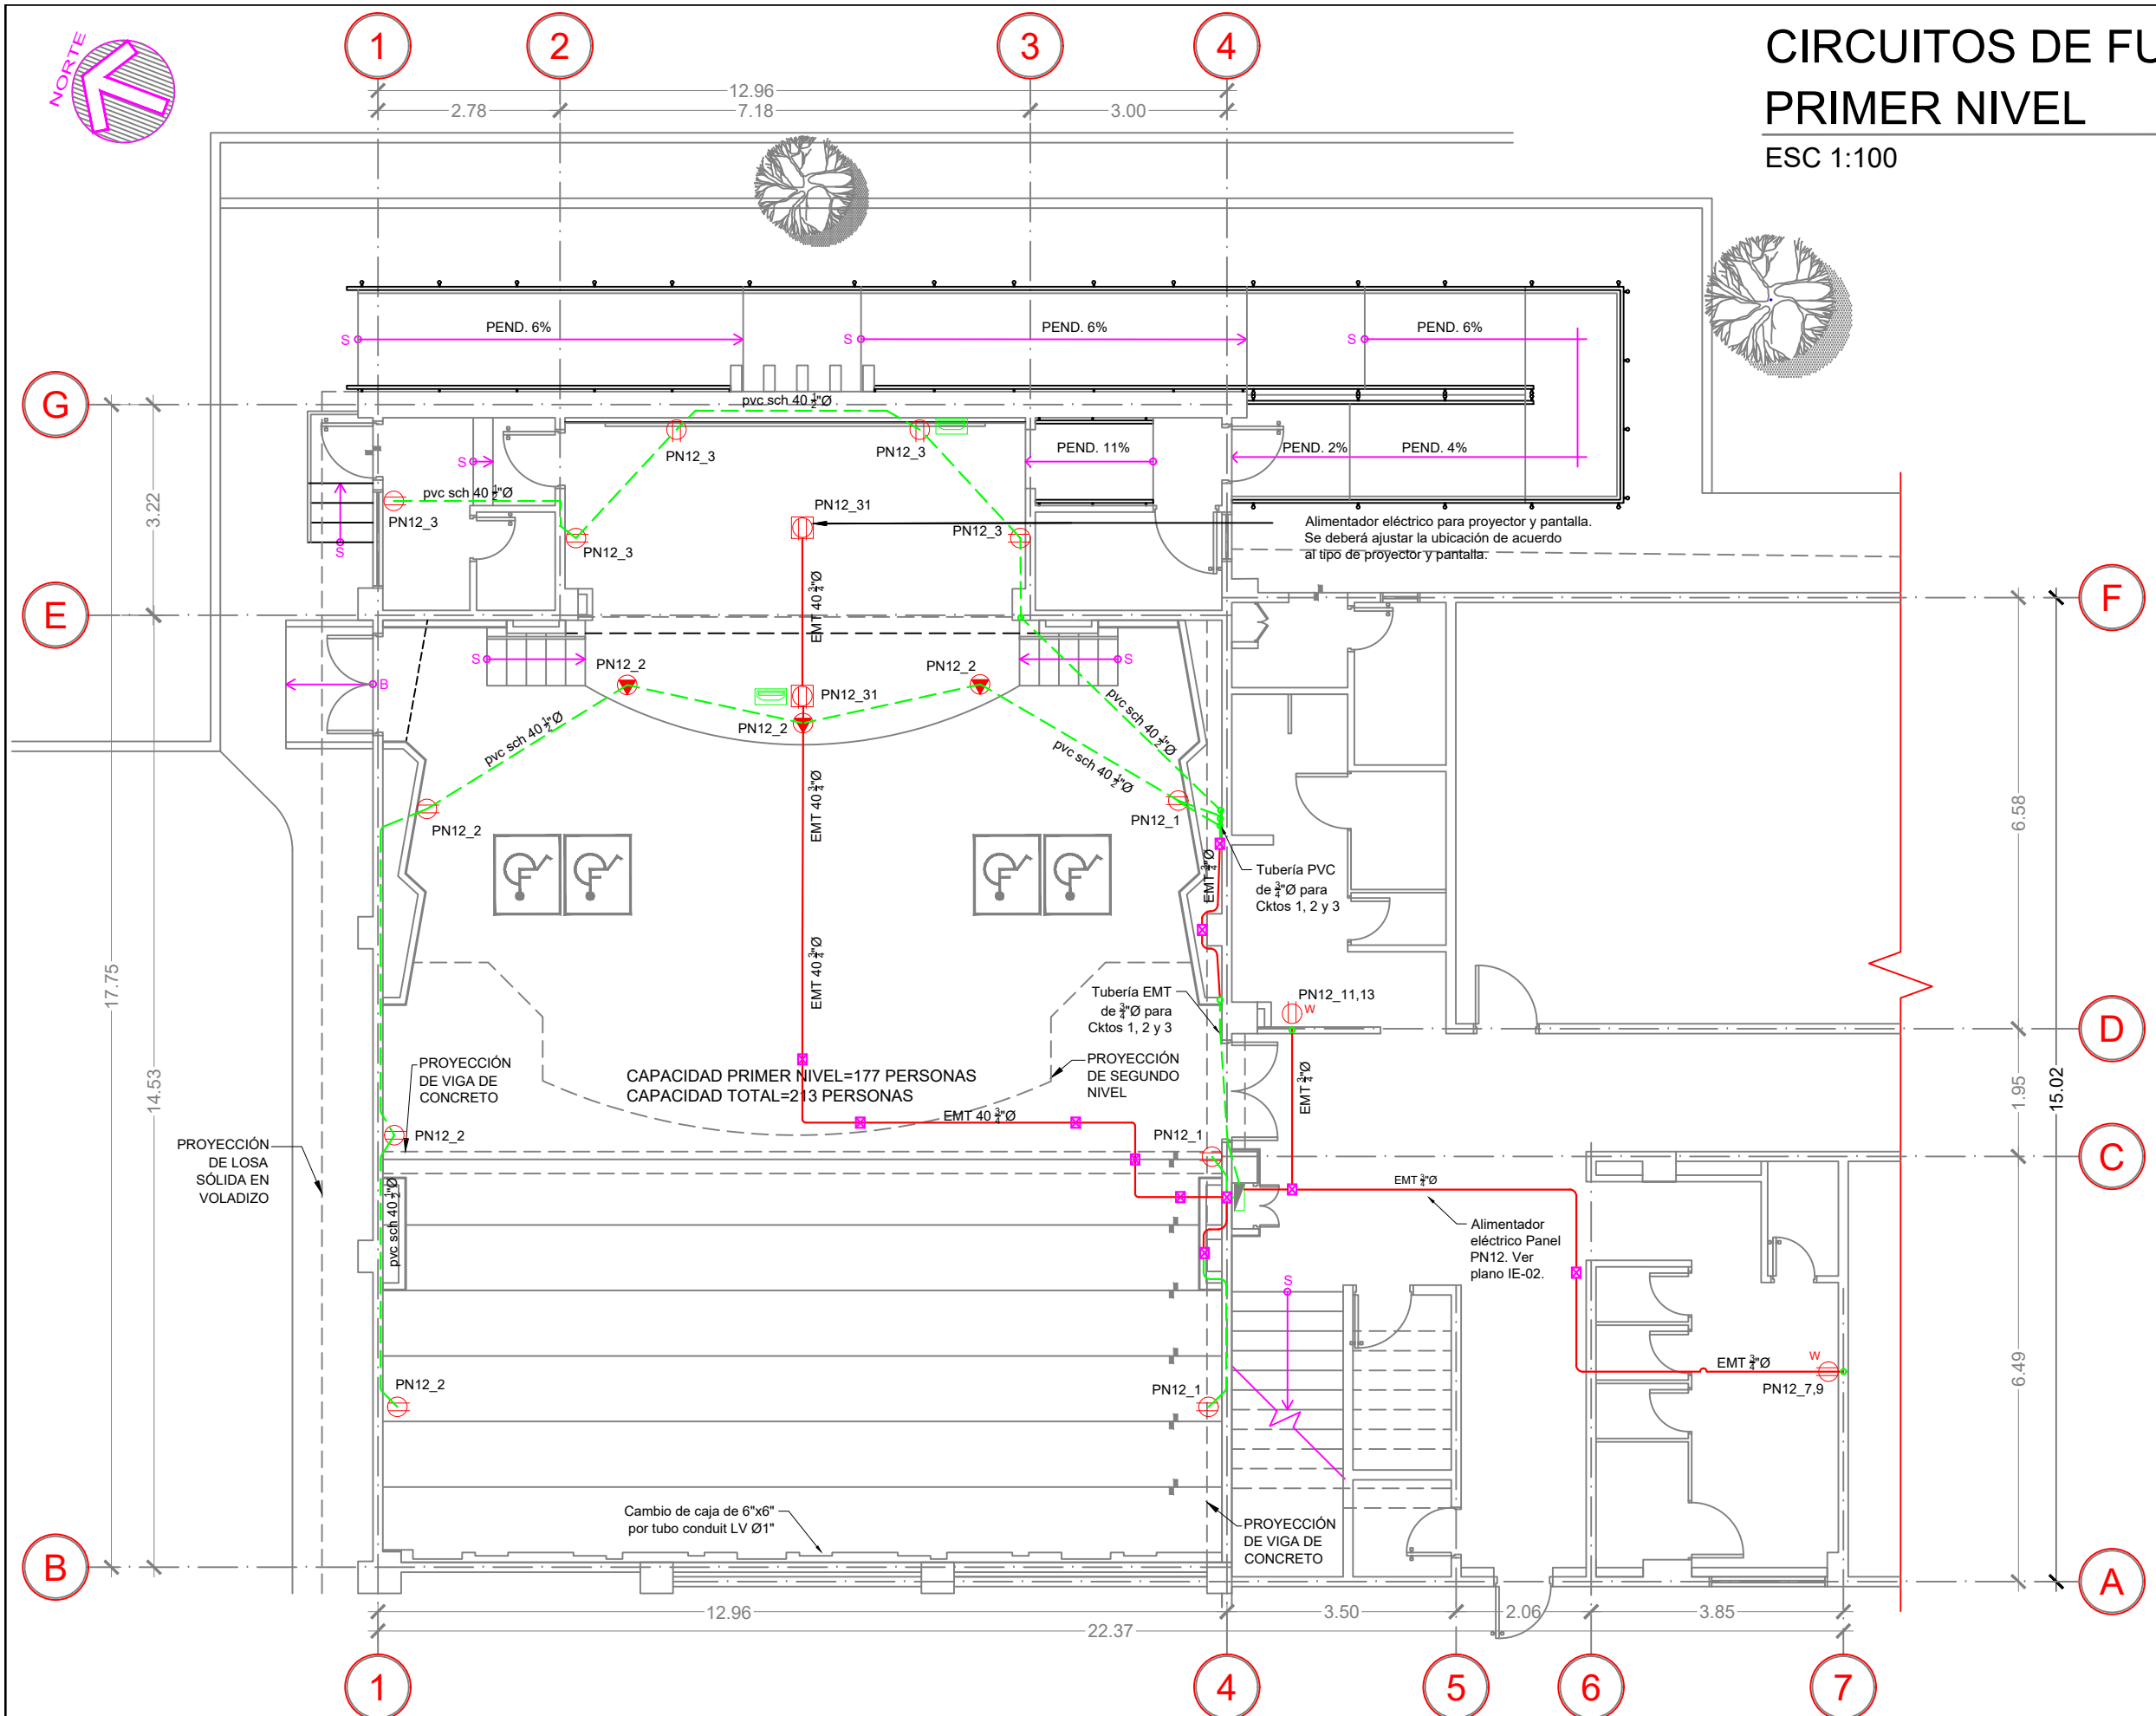 NORTE
1
2
3
4
CIRCUITOS DE FU
PRIMER NIVEL
ESC 1:100
12.96
2.78
7.18
3.00
PEND. 6%
PEND. 6%
PEND. 6%
S
S
S
G
pvc sch 40 1/2"Ø
PN12_3
PN12_3
PEND. 11%
PEND. 2%
PEND. 4%
S
pvc sch 40 1/2"Ø
PN12_3
PN12_31
PN12_3
PN12_3
Alimentador eléctrico para proyector y pantalla.
Se deberá ajustar la ubicación de acuerdo
al tipo de proyector y pantalla.
3.22
S
EMT 40 3/4"Ø
E
F
S
S
B
PN12_2
PN12_2
PN12_31
PN12_2
pvc sch 40 1/2"Ø
pvc sch 40 1/2"Ø
pvc sch 40 1/2"Ø
EMT 40 3/4"Ø
PN12_2
PN12_1
6.58
EMT 3/4"Ø
Tubería PVC
de 3/4"Ø para
Cktos 1, 2 y 3
17.75
EMT 40 3/4"Ø
Tubería EMT
de 3/4"Ø para
Cktos 1, 2 y 3
PN12_11,13
W
D
14.53
PROYECCIÓN
DE VIGA DE
CONCRETO
CAPACIDAD PRIMER NIVEL=177 PERSONAS
CAPACIDAD TOTAL=213 PERSONAS
PROYECCIÓN
DE SEGUNDO
NIVEL
EMT 3/4"Ø
1.95
15.02
EMT 40 3/4"Ø
PN12_2
PN12_1
C
PROYECCIÓN
DE LOSA
SÓLIDA EN
VOLADIZO
pvc sch 40 1/2"Ø
EMT 3/4"Ø
Alimentador
eléctrico Panel
PN12. Ver
plano IE-02.
S
EMT 3/4"Ø
W
PN12_7,9
6.49
PN12_2
PN12_1
Cambio de caja de 6"x6"
por tubo conduit LV Ø1"
PROYECCIÓN
DE VIGA DE
CONCRETO
B
A
12.96
3.50
2.06
3.85
22.37
1
4
5
6
7